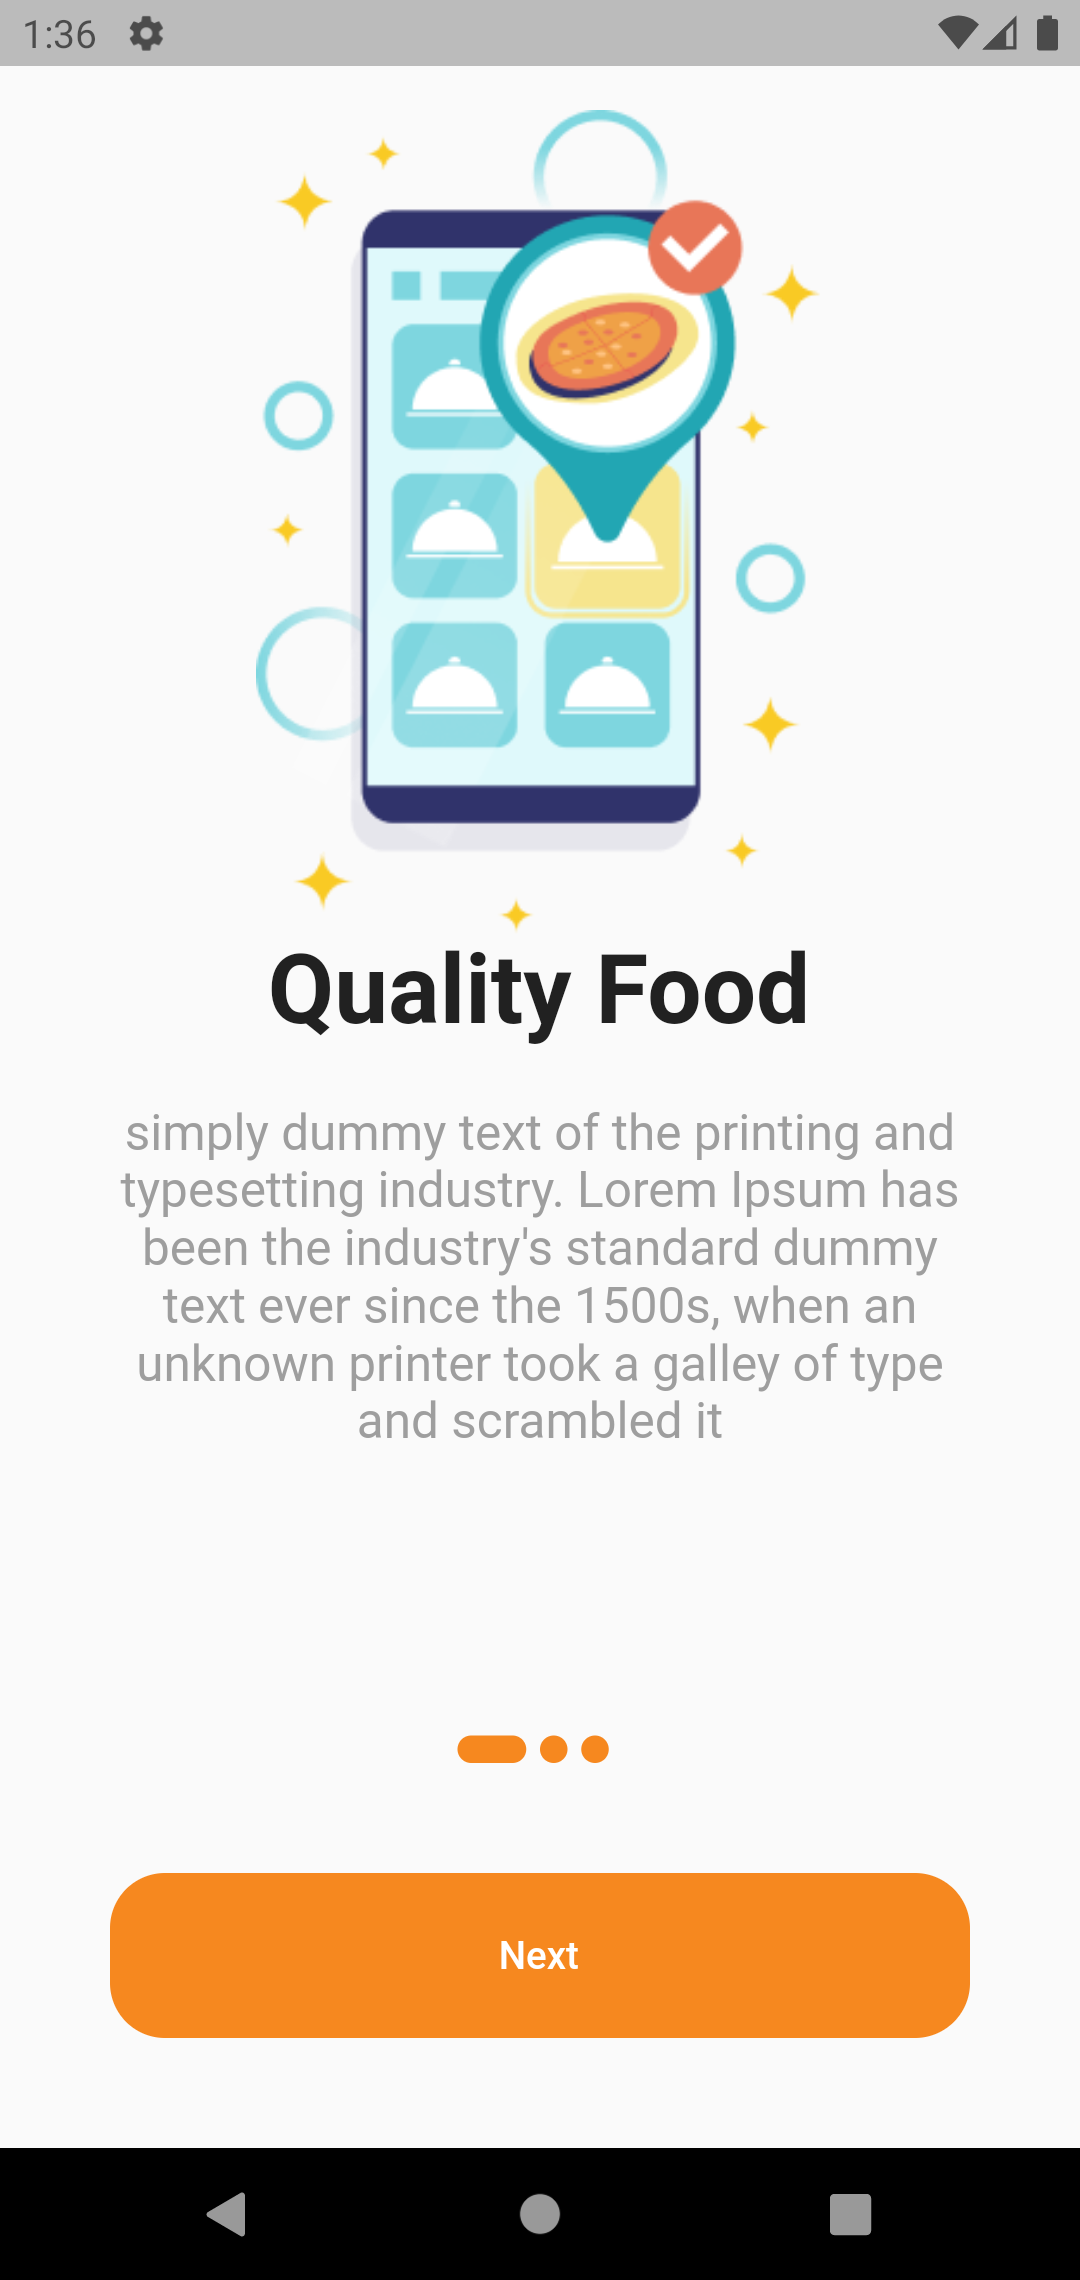 1:36
Quality Food
simply dummy text of the printing and
typesetting industry. Lorem Ipsum has
been the industry's standard dummy
text ever since the 1500s, when an
unknown printer took a galley of type
and scrambled it
Next